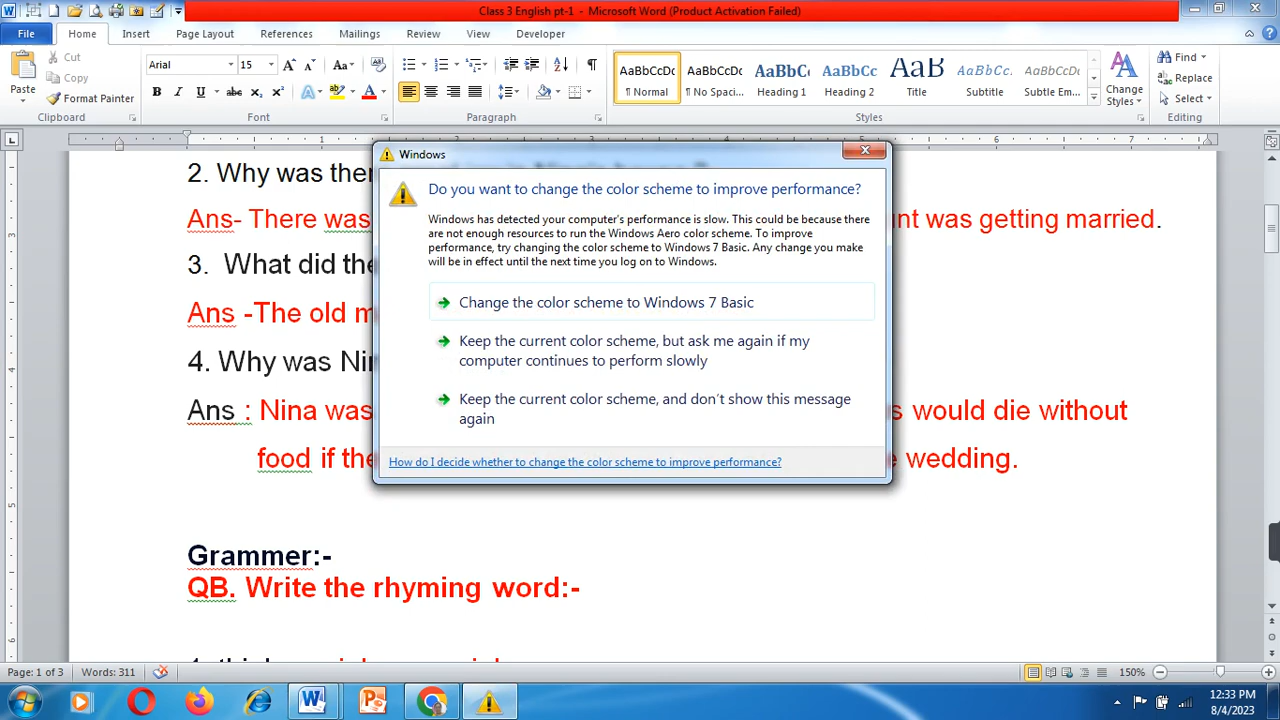 Class 3 English pt-1 - Microsoft Word (Product Activation Failed)
File Home Insert Page Layout References Mailings Review View Developer
Cut
Copy
Format Painter
Paste
Clipboard
Arial 15
Font
Paragraph
AaBbCcDc AaBbCcDc AaBbC AaBbCc AaB AaBbCc. AaBbCcDc
¶ Normal ¶ No Spaci... Heading 1 Heading 2 Title Subtitle Subtle Em...
Change Styles
Styles
Find
Replace
Select
Editing
1 7
2. Why was ther
Ans- There was unt was getting married.
3. What did the
Ans -The old m
4. Why was Nin
Ans : Nina was s would die without
food if the e wedding.
Grammer:-
QB. Write the rhyming word:-
Windows
Do you want to change the color scheme to improve performance?
Windows has detected your computer's performance is slow. This could be because there
are not enough resources to run the Windows Aero color scheme. To improve
performance, try changing the color scheme to Windows 7 Basic. Any change you make
will be in effect until the next time you log on to Windows.
Change the color scheme to Windows 7 Basic
Keep the current color scheme, but ask me again if my
computer continues to perform slowly
Keep the current color scheme, and don't show this message
again
How do I decide whether to change the color scheme to improve performance?
Page: 1 of 3 Words: 311 150%
12:33 PM
8/4/2023